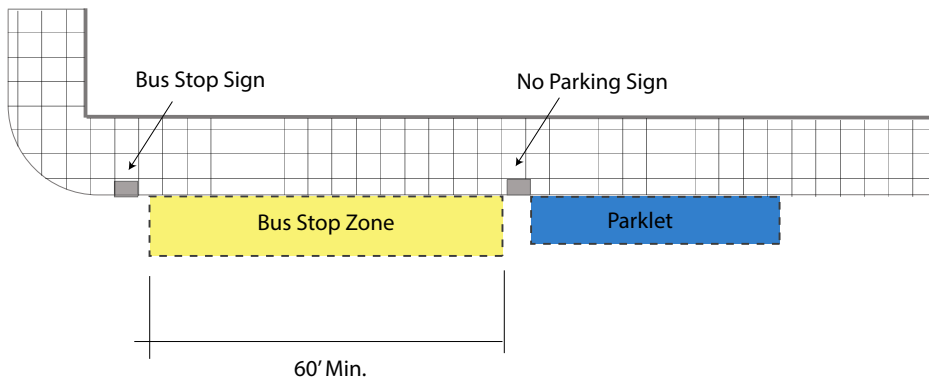 Bus Stop Sign
No Parking Sign
Bus Stop Zone
Parklet
60' Min.